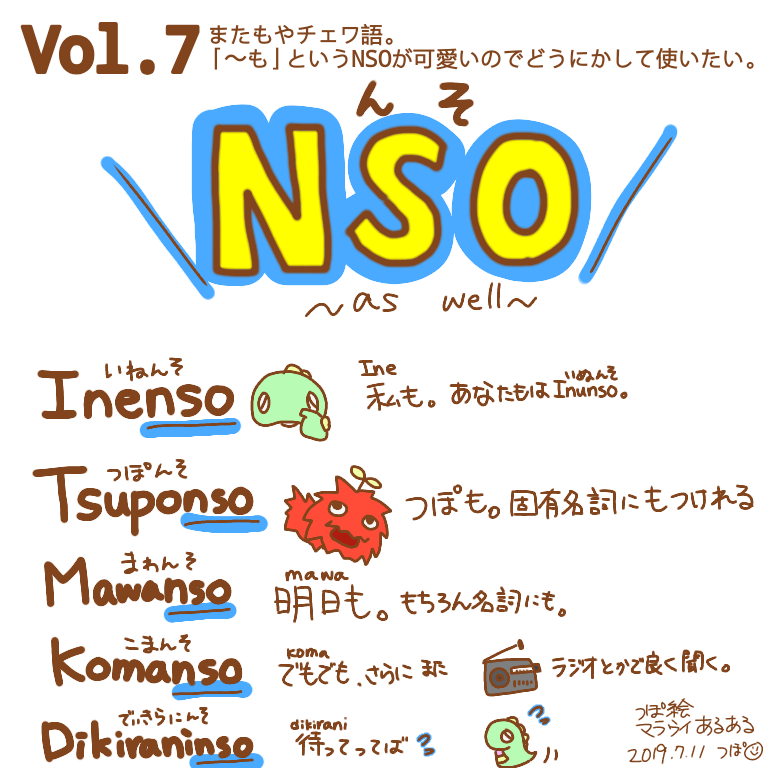 Vol.7
またもやチェワ語。
「〜も」というNSOが可愛いのでどうにかして使いたい。
んそ
NSO
〜as well〜
いねんそ
Inenso
Ine
私も。あなたもはInunso。
いぬんそ
つぽんそ
Tsuponso
つぽも。固有名詞にもつけれる
まわんそ
Mawanso
mawa
明日も。もちろん名詞にも。
こまんそ
Komanso
koma
でもでも、さらに また
ラジオとかで良く聞く。
でぃきらにんそ
Dikiraninso
dikirani
待ってってば??
??
つぽ絵
マラウイあるある
2019.7.11 つぽ